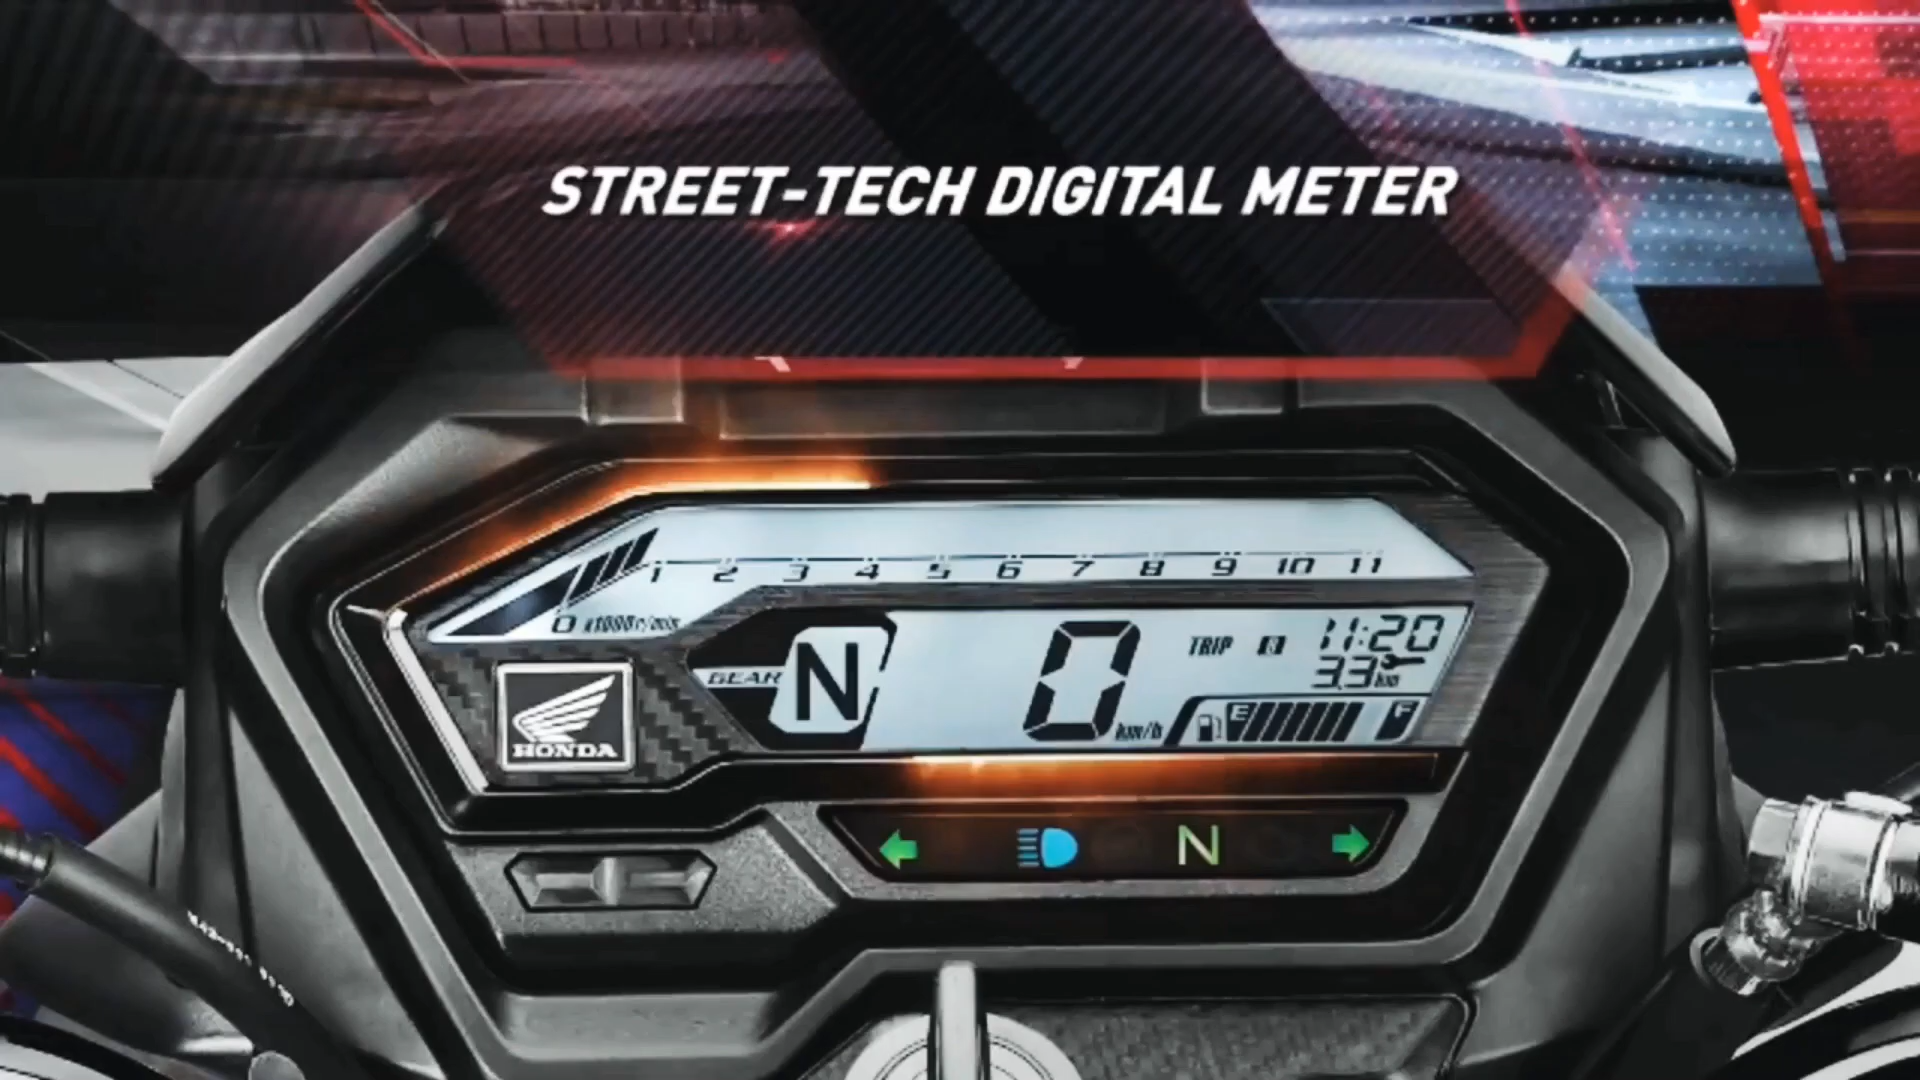 STREET-TECH DIGITAL METER
1 2 3 4 5 6 7 8 9 10 11
0 x1000r/min
GEAR N
0 km/h
TRIP
11:20
3.3 km
E F
HONDA
N